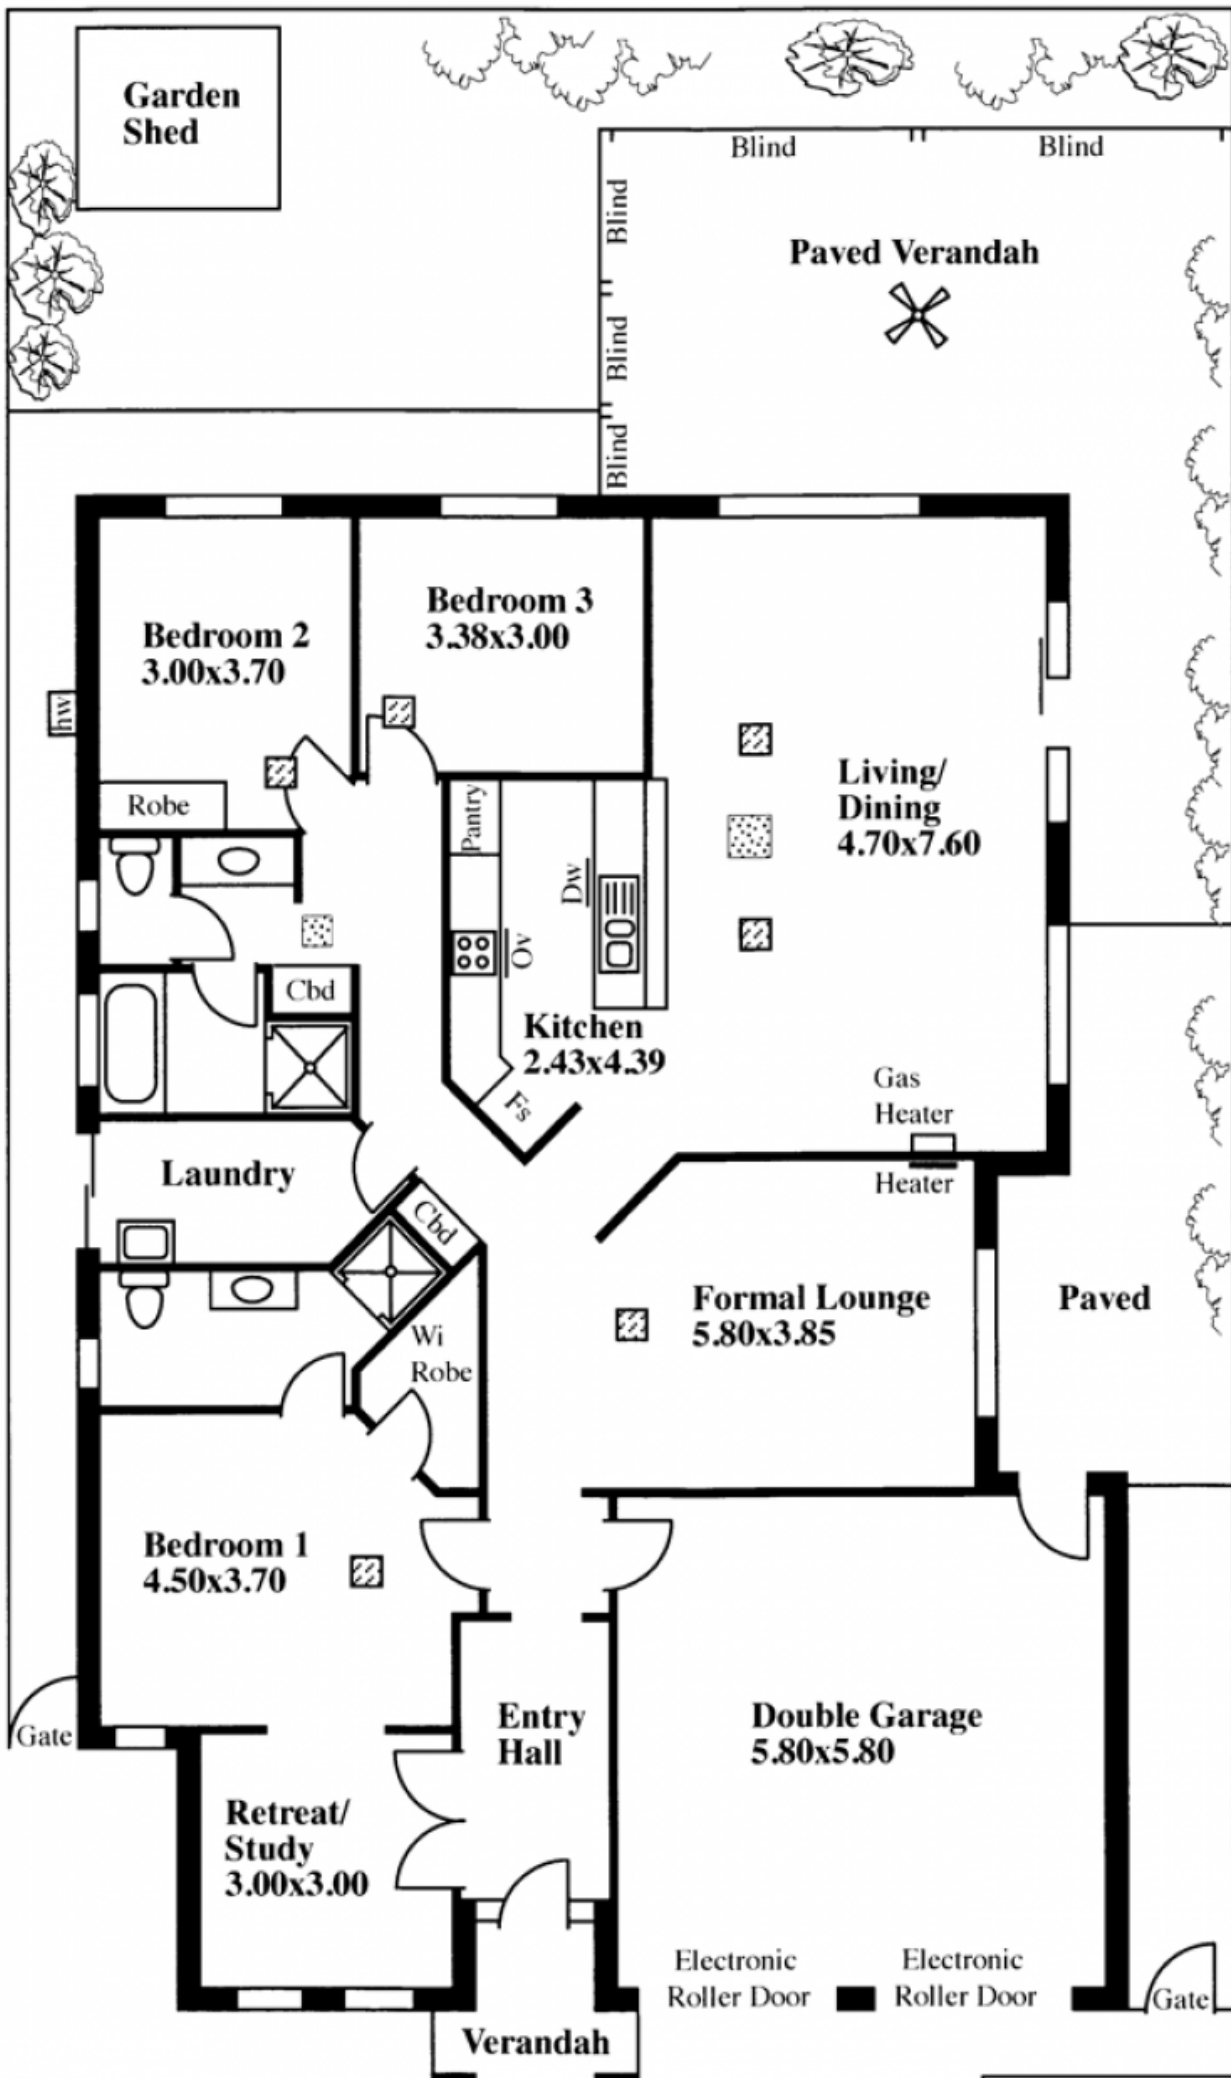 Garden
Shed
Blind
Blind
Blind
Blind
Blind
Paved Verandah
Bedroom 2
3.00x3.70
Bedroom 3
3.38x3.00
hw
Robe
Pantry
Dw
Ov
Living/
Dining
4.70x7.60
Cbd
Kitchen
2.43x4.39
Fs
Gas
Heater
Heater
Laundry
Cbd
Wi
Robe
Formal Lounge
5.80x3.85
Paved
Bedroom 1
4.50x3.70
Gate
Entry
Hall
Double Garage
5.80x5.80
Retreat/
Study
3.00x3.00
Electronic
Roller Door
Electronic
Roller Door
Gate
Verandah